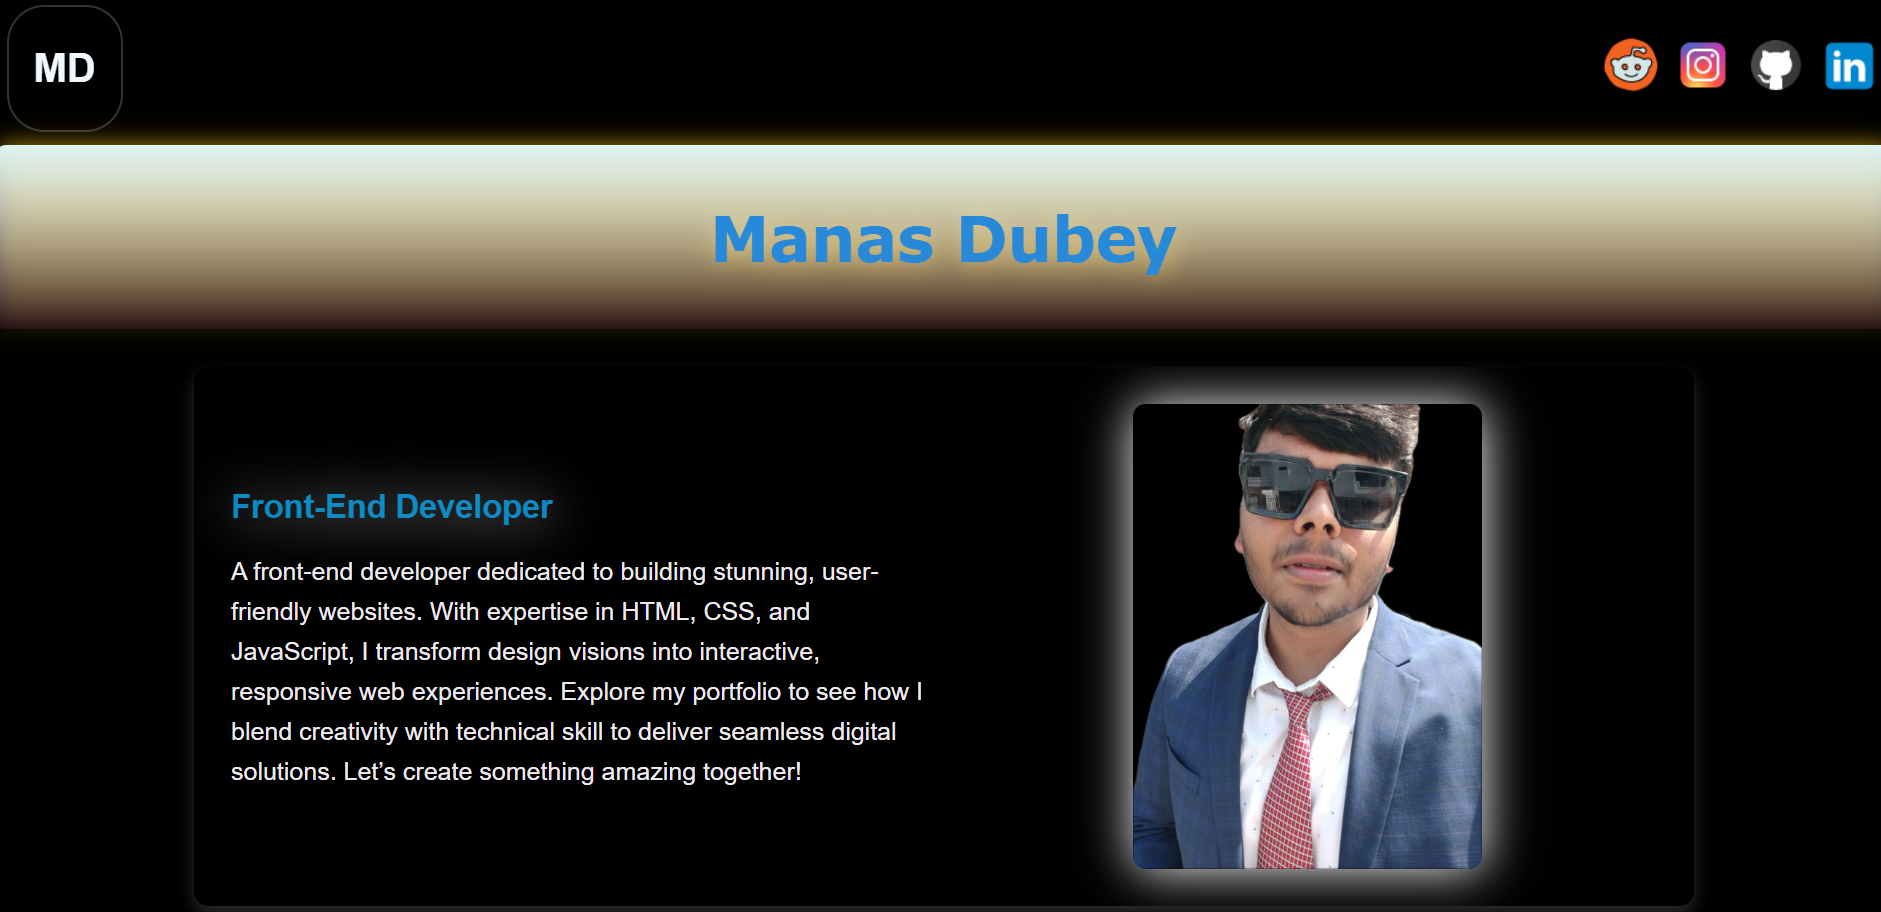 MD
in
Manas Dubey
Front-End Developer
A front-end developer dedicated to building stunning, user-
friendly websites. With expertise in HTML, CSS, and
JavaScript, I transform design visions into interactive,
responsive web experiences. Explore my portfolio to see how I
blend creativity with technical skill to deliver seamless digital
solutions. Let’s create something amazing together!